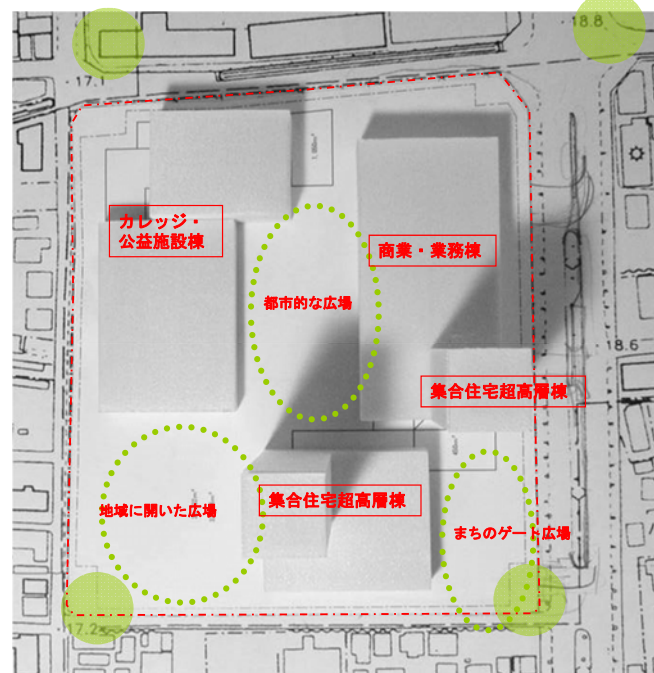 18.8
17.1
カレッジ・
公益施設棟
商業・業務棟
都市的な広場
18.6
集合住宅超高層棟
集合住宅超高層棟
地域に開いた広場
まちのゲート広場
17.2